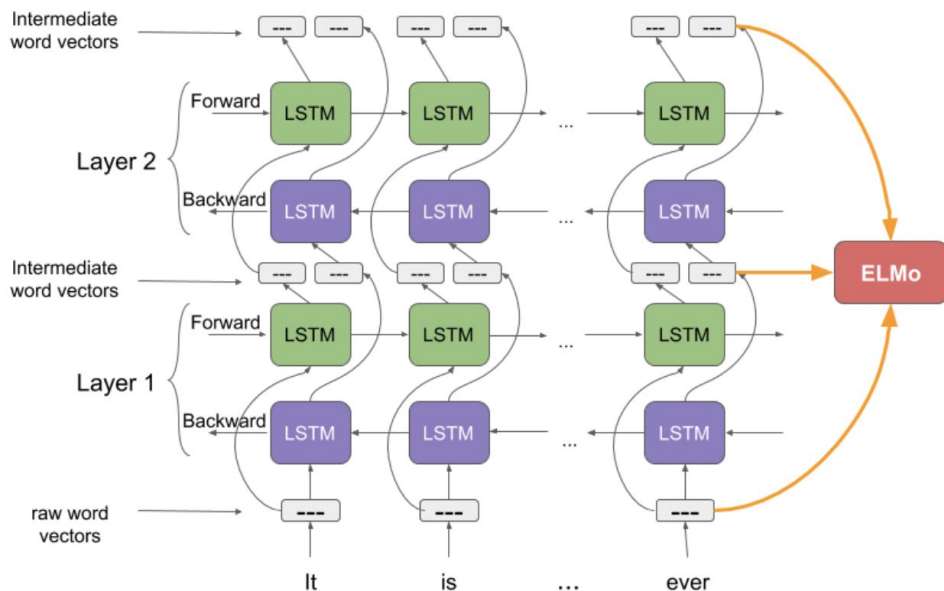 Intermediate
word vectors
--- --- --- --- --- ---
Forward
LSTM LSTM LSTM
...
Layer 2
Backward
LSTM LSTM LSTM
...
Intermediate
word vectors
--- --- --- --- --- ---
ELMo
Forward
LSTM LSTM LSTM
...
Layer 1
Backward
LSTM LSTM LSTM
...
raw word
vectors
--- --- ---
It is ... ever